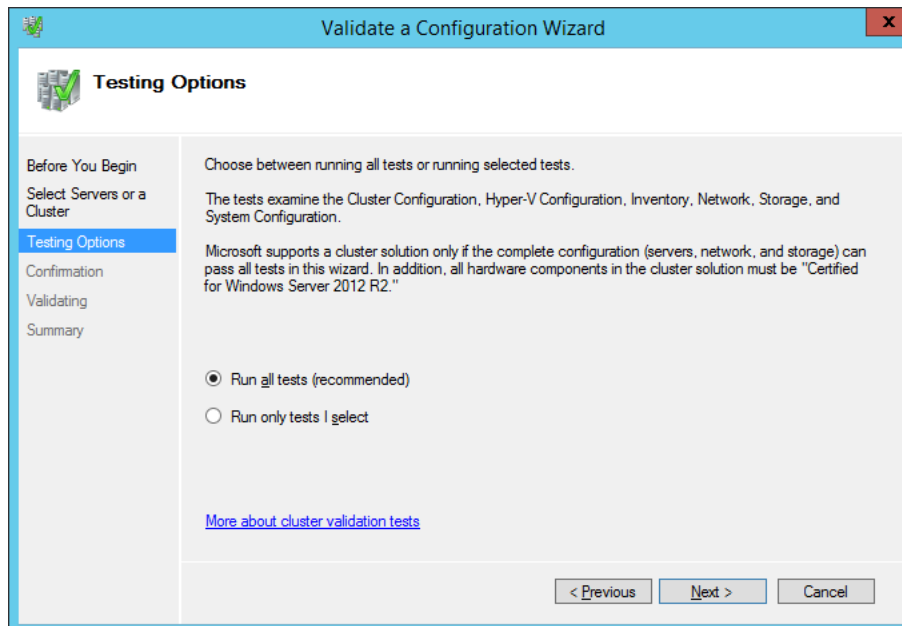 Validate a Configuration Wizard
x
Testing Options
Before You Begin
Select Servers or a
Cluster
Testing Options
Confirmation
Validating
Summary
Choose between running all tests or running selected tests.
The tests examine the Cluster Configuration, Hyper-V Configuration, Inventory, Network, Storage, and
System Configuration.
Microsoft supports a cluster solution only if the complete configuration (servers, network, and storage) can
pass all tests in this wizard. In addition, all hardware components in the cluster solution must be "Certified
for Windows Server 2012 R2."
Run all tests (recommended)
Run only tests I select
More about cluster validation tests
< Previous
Next >
Cancel